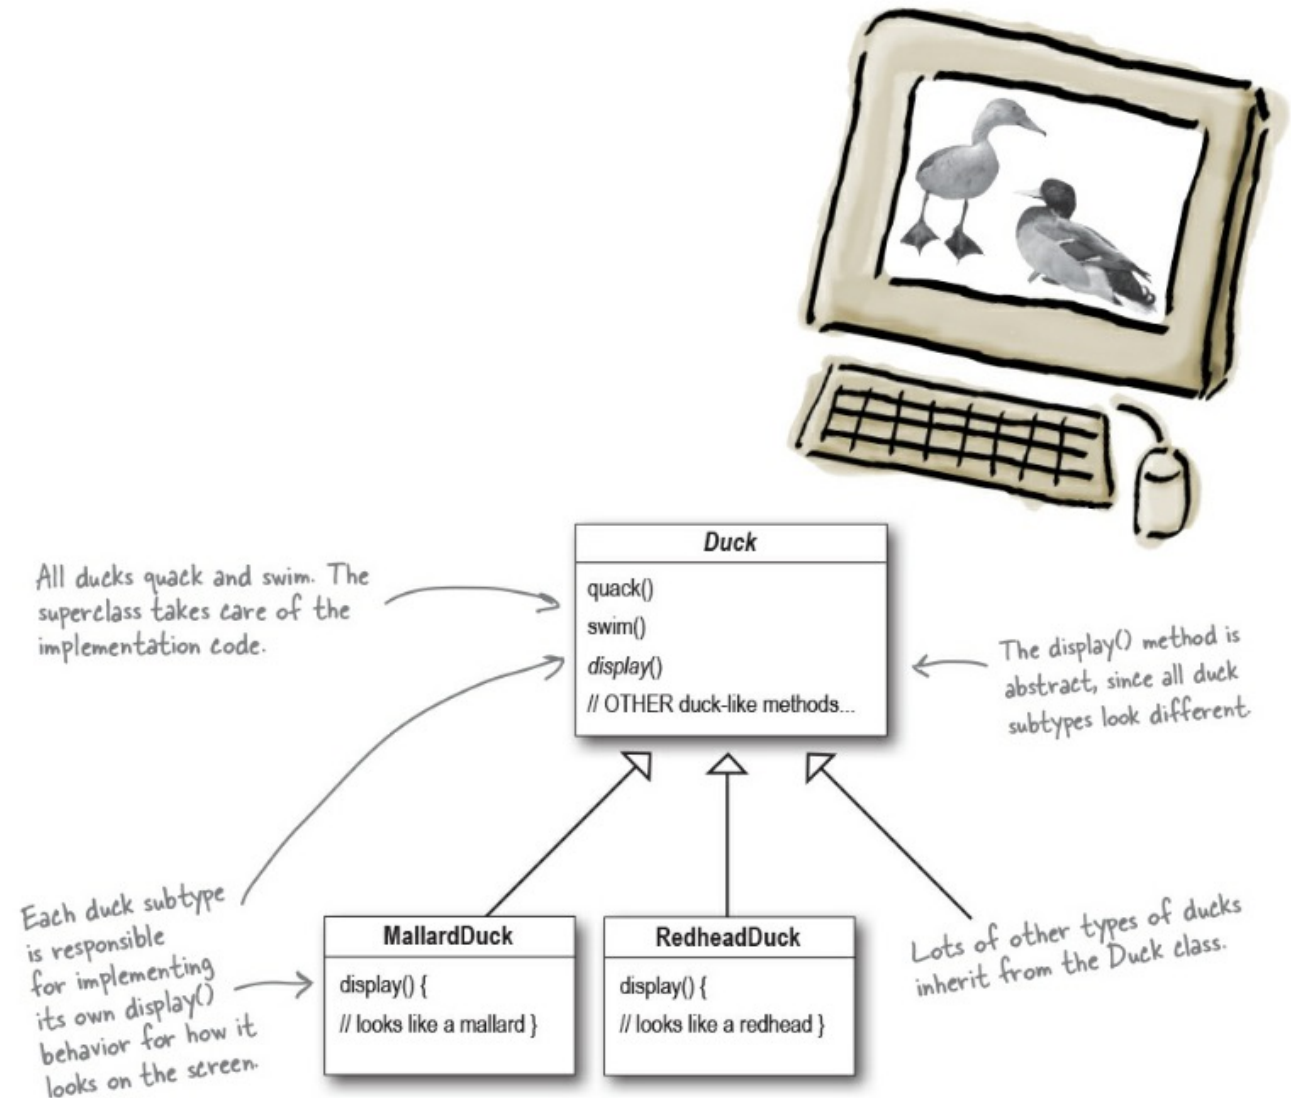 All ducks quack and swim. The
superclass takes care of the
implementation code.
Duck
quack()
swim()
display()
// OTHER duck-like methods...
The display() method is
abstract, since all duck
subtypes look different.
Each duck subtype
is responsible
for implementing
its own display()
behavior for how it
looks on the screen.
MallardDuck
display() {
// looks like a mallard }
RedheadDuck
display() {
// looks like a redhead }
Lots of other types of ducks
inherit from the Duck class.